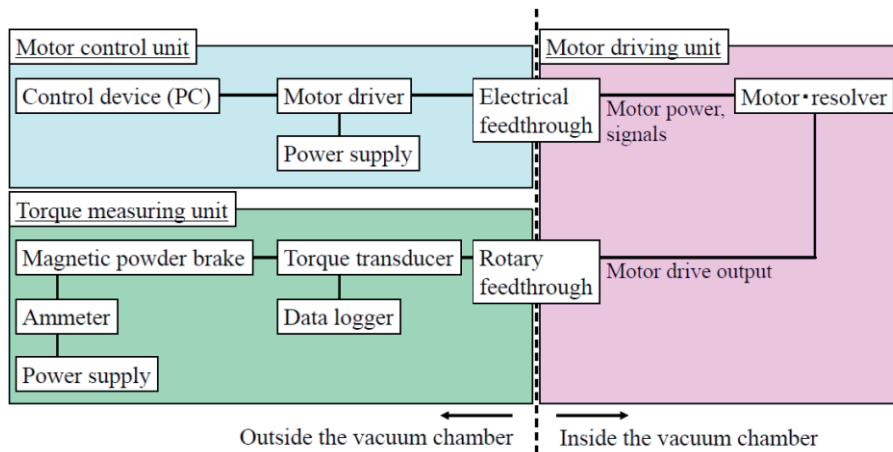 Motor control unit
Motor driving unit
Control device (PC)
Motor driver
Electrical
feedthrough
Motor power,
signals
Motor・resolver
Power supply
Torque measuring unit
Magnetic powder brake
Torque transducer
Rotary
feedthrough
Motor drive output
Ammeter
Data logger
Power supply
Outside the vacuum chamber
Inside the vacuum chamber